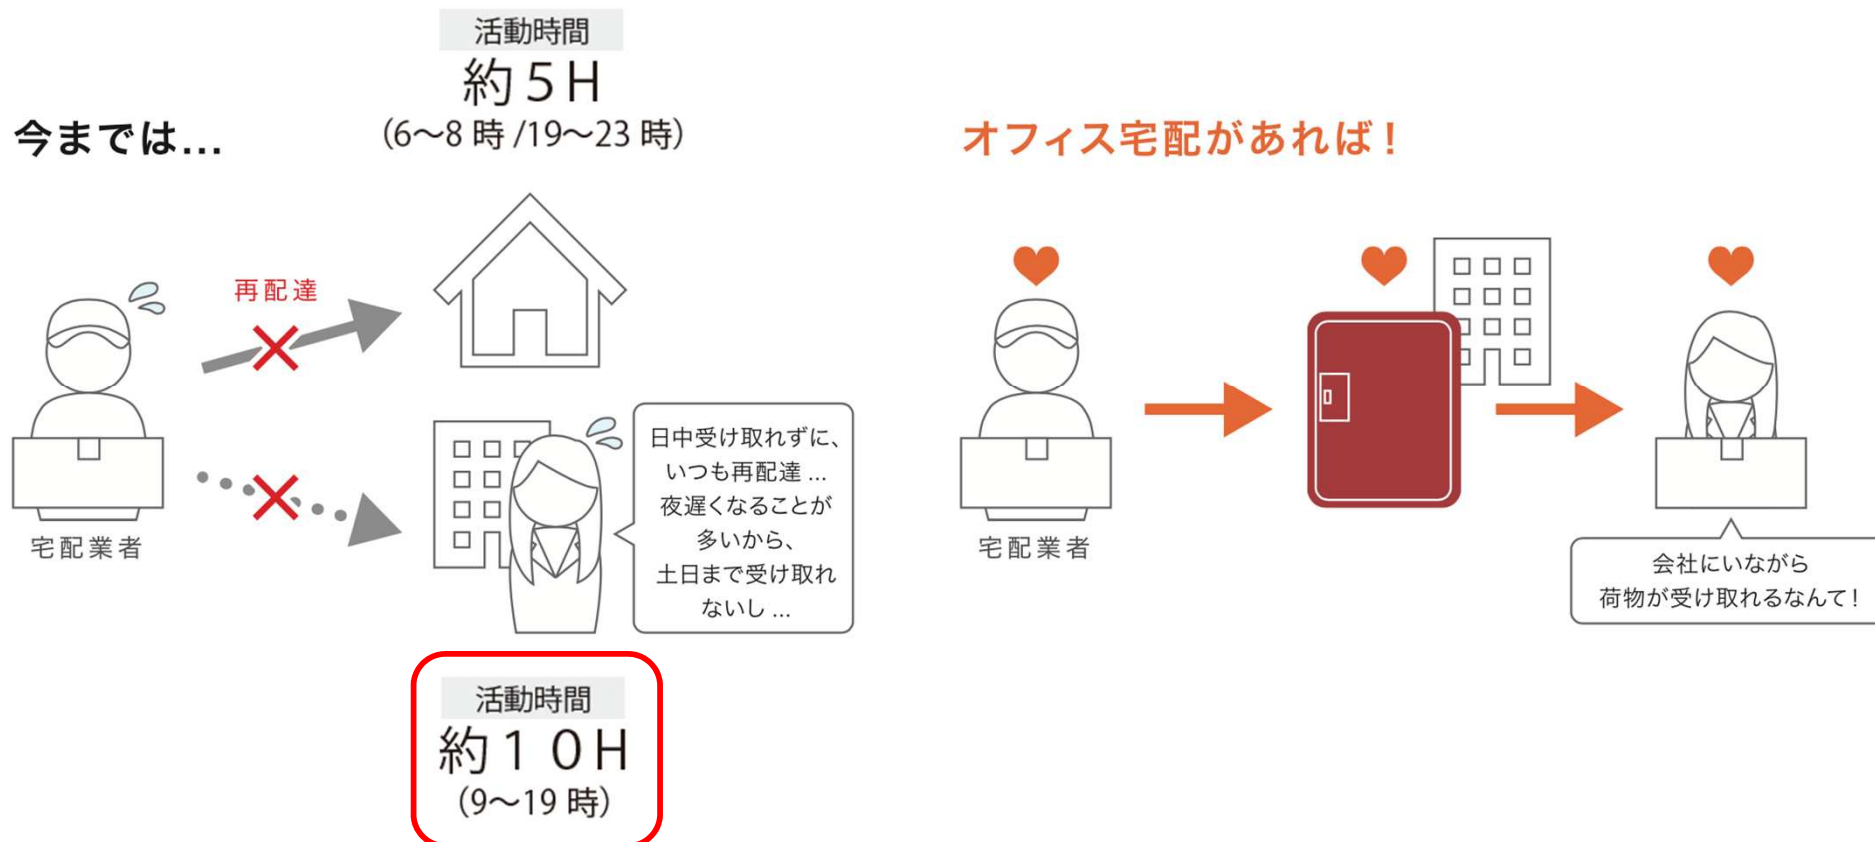 活動時間
約５H
（6～8 時 /19～23 時）
今までは...
再配達
宅配業者
日中受け取れずに、
いつも再配達 ...
夜遅くなることが
多いから、
土日まで受け取れ
ないし ...
活動時間
約１０H
（9～19 時）
オフィス宅配があれば！
宅配業者
会社にいながら
荷物が受け取れるなんて！